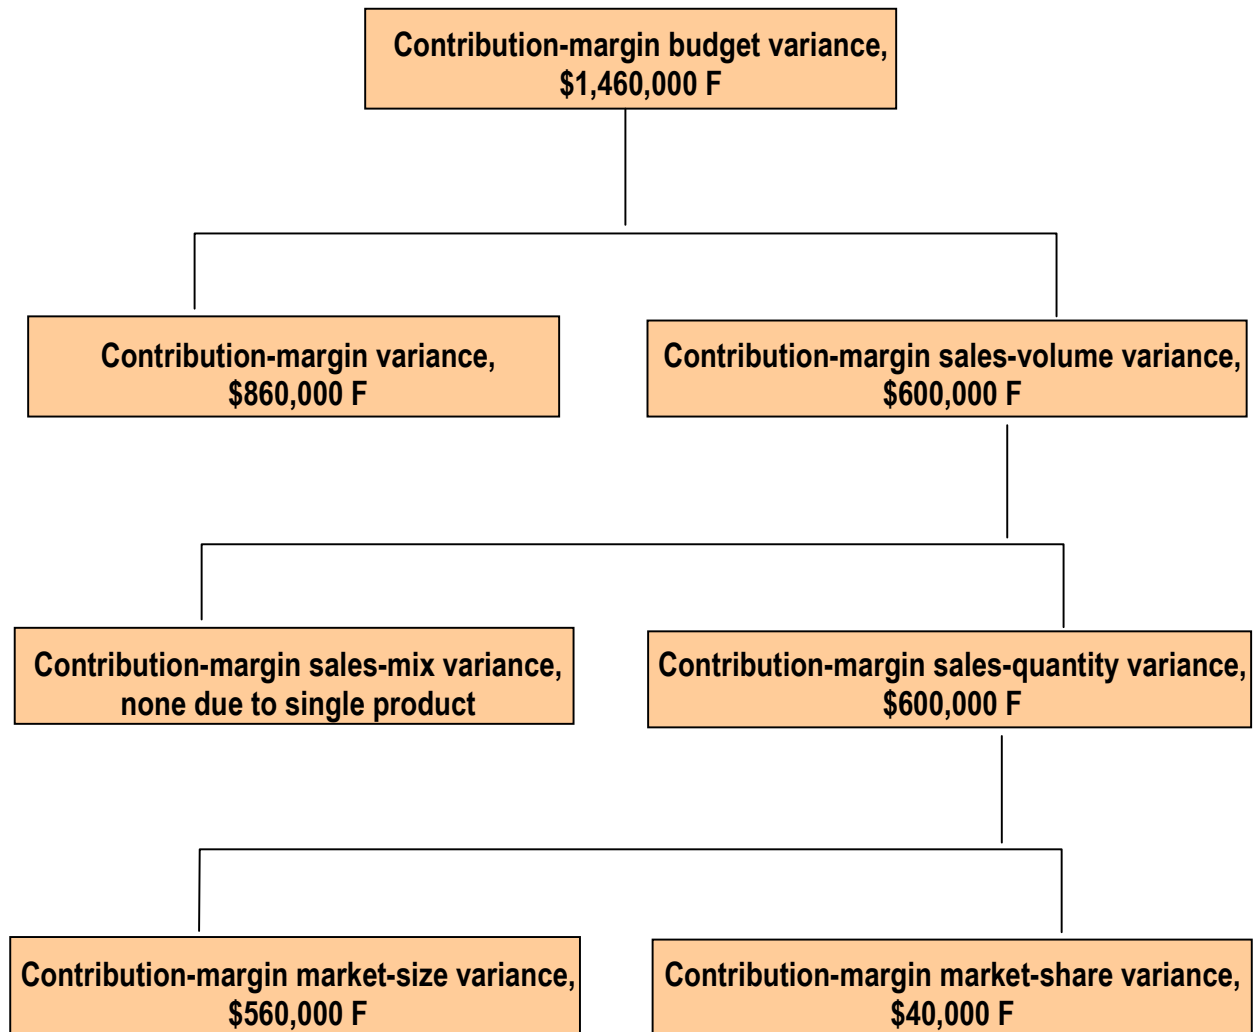 Contribution-margin budget variance,
$1,460,000 F
Contribution-margin variance,
$860,000 F
Contribution-margin sales-volume variance,
$600,000 F
Contribution-margin sales-mix variance,
none due to single product
Contribution-margin sales-quantity variance,
$600,000 F
Contribution-margin market-size variance,
$560,000 F
Contribution-margin market-share variance,
$40,000 F